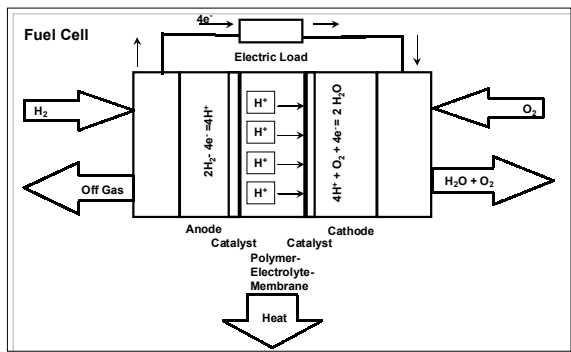 Fuel Cell
4e⁻
Electric Load
H₂
Off Gas
2H₂- 4e⁻ =4H⁺
H⁺
H⁺
H⁺
H⁺
4H⁺ + O₂ + 4e⁻= 2 H₂O
O₂
H₂O + O₂
Anode
Cathode
Catalyst
Catalyst
Polymer-
Electrolyte-
Membrane
Heat